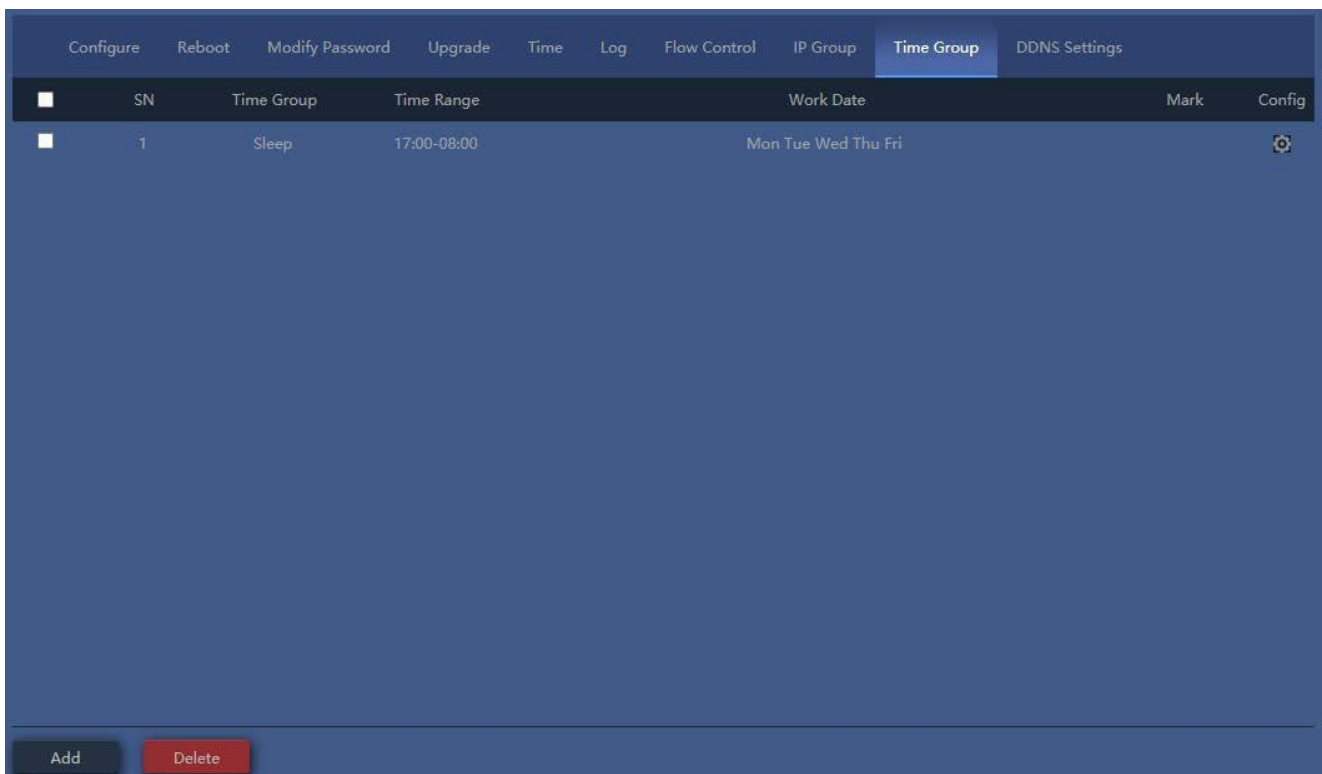 Configure Reboot Modify Password Upgrade Time Log Flow Control IP Group Time Group DDNS Settings
SN Time Group Time Range Work Date Mark Config
1 Sleep 17:00-08:00 Mon Tue Wed Thu Fri
Add Delete